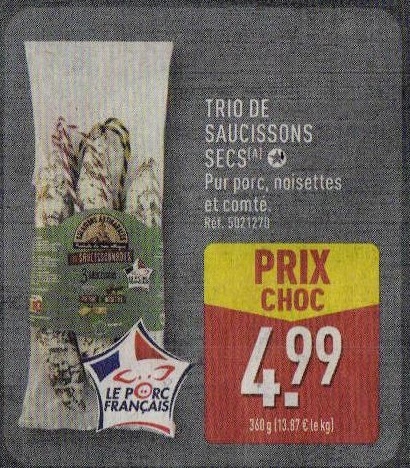 TRIO DE
SAUCISSONS
SECS(A)
Pur porc, noisettes
et comté.
Réf. 5021270
PRIX
CHOC
4.99
360 g (13.87 € le kg)
3
LE PORC
FRANÇAIS